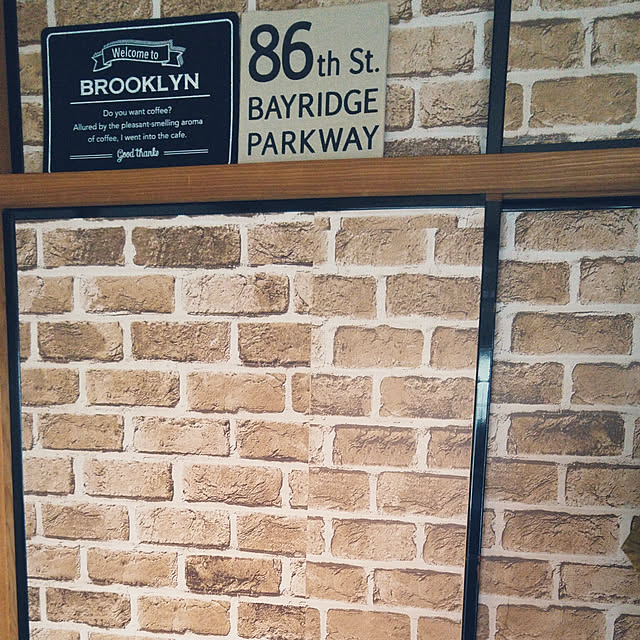 Welcome to
BROOKLYN
Do you want coffee?
Allured by the pleasant-smelling aroma
of coffee, I went into the cafe.
Good thanks
86th St.
BAYRIDGE
PARKWAY